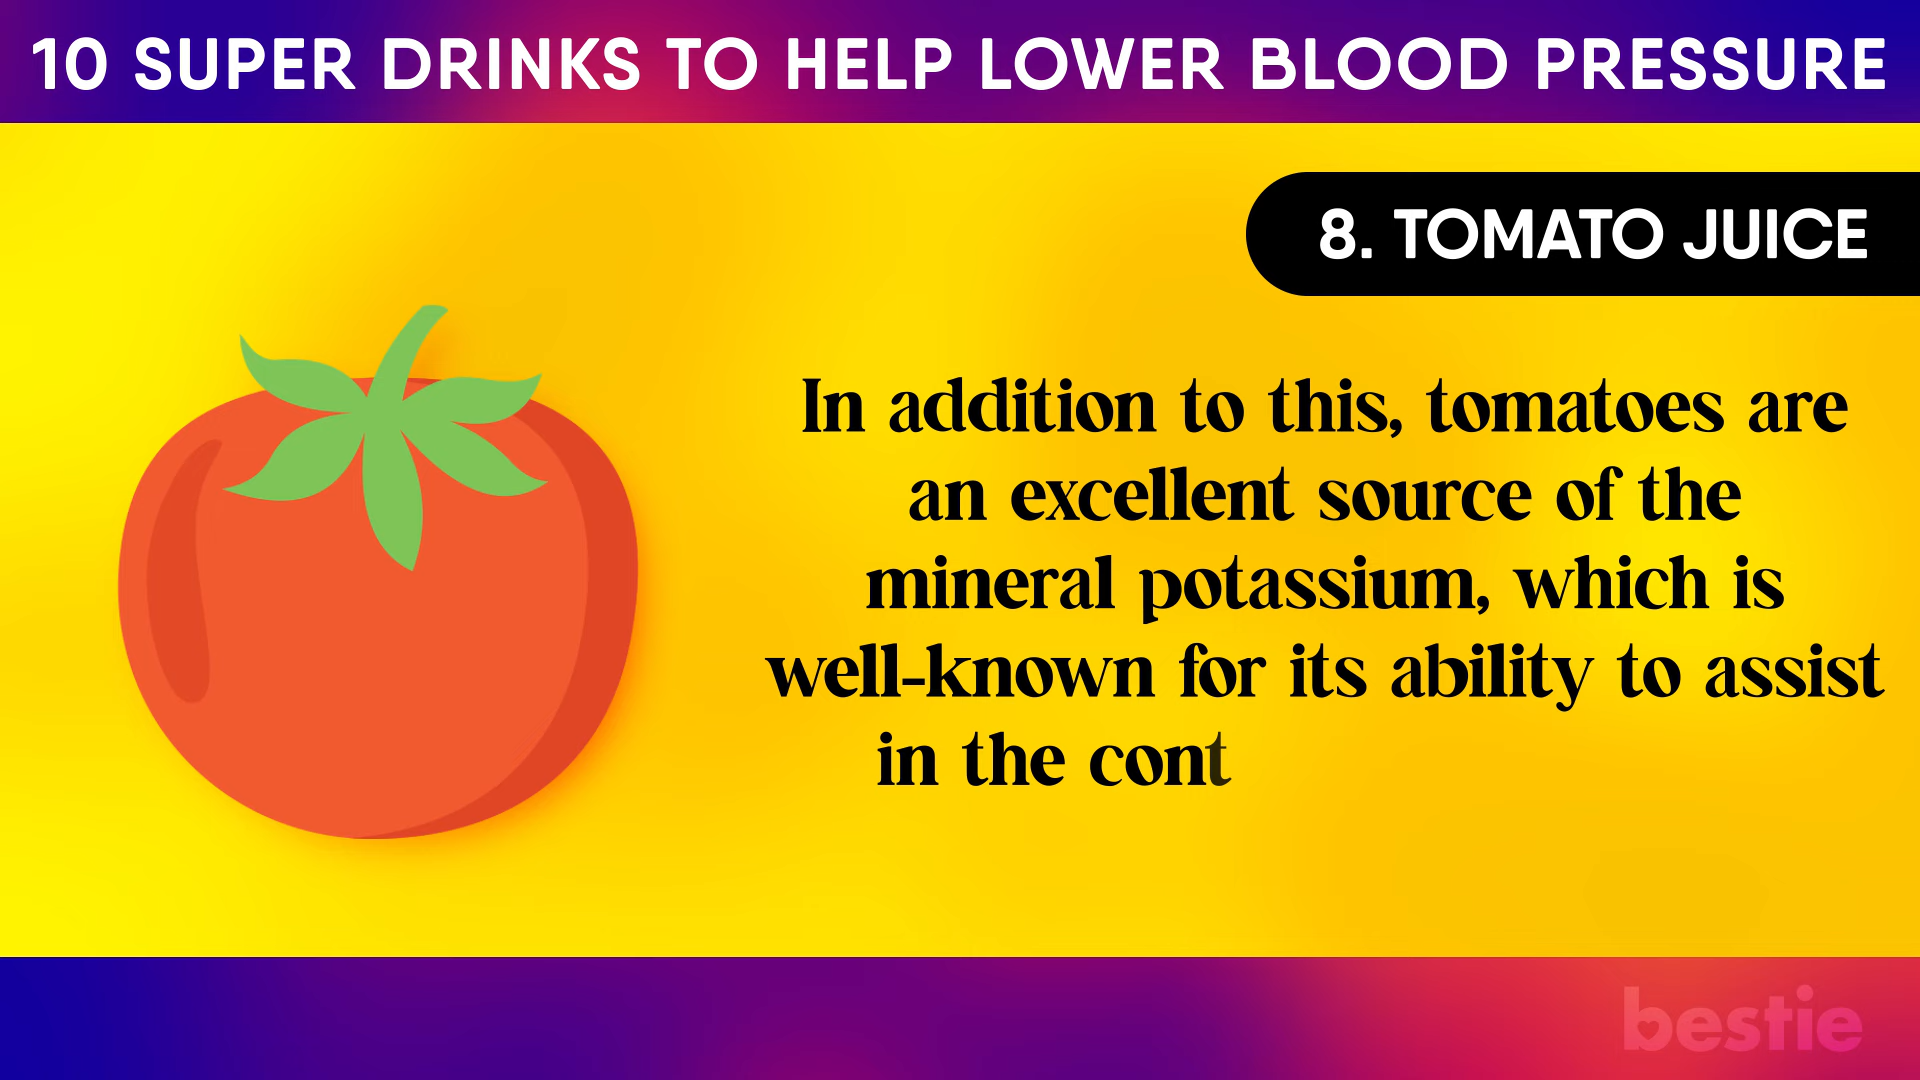 10 SUPER DRINKS TO HELP LOWER BLOOD PRESSURE
8. TOMATO JUICE
In addition to this, tomatoes are
an excellent source of the
mineral potassium, which is
well-known for its ability to assist
in the cont
bestie